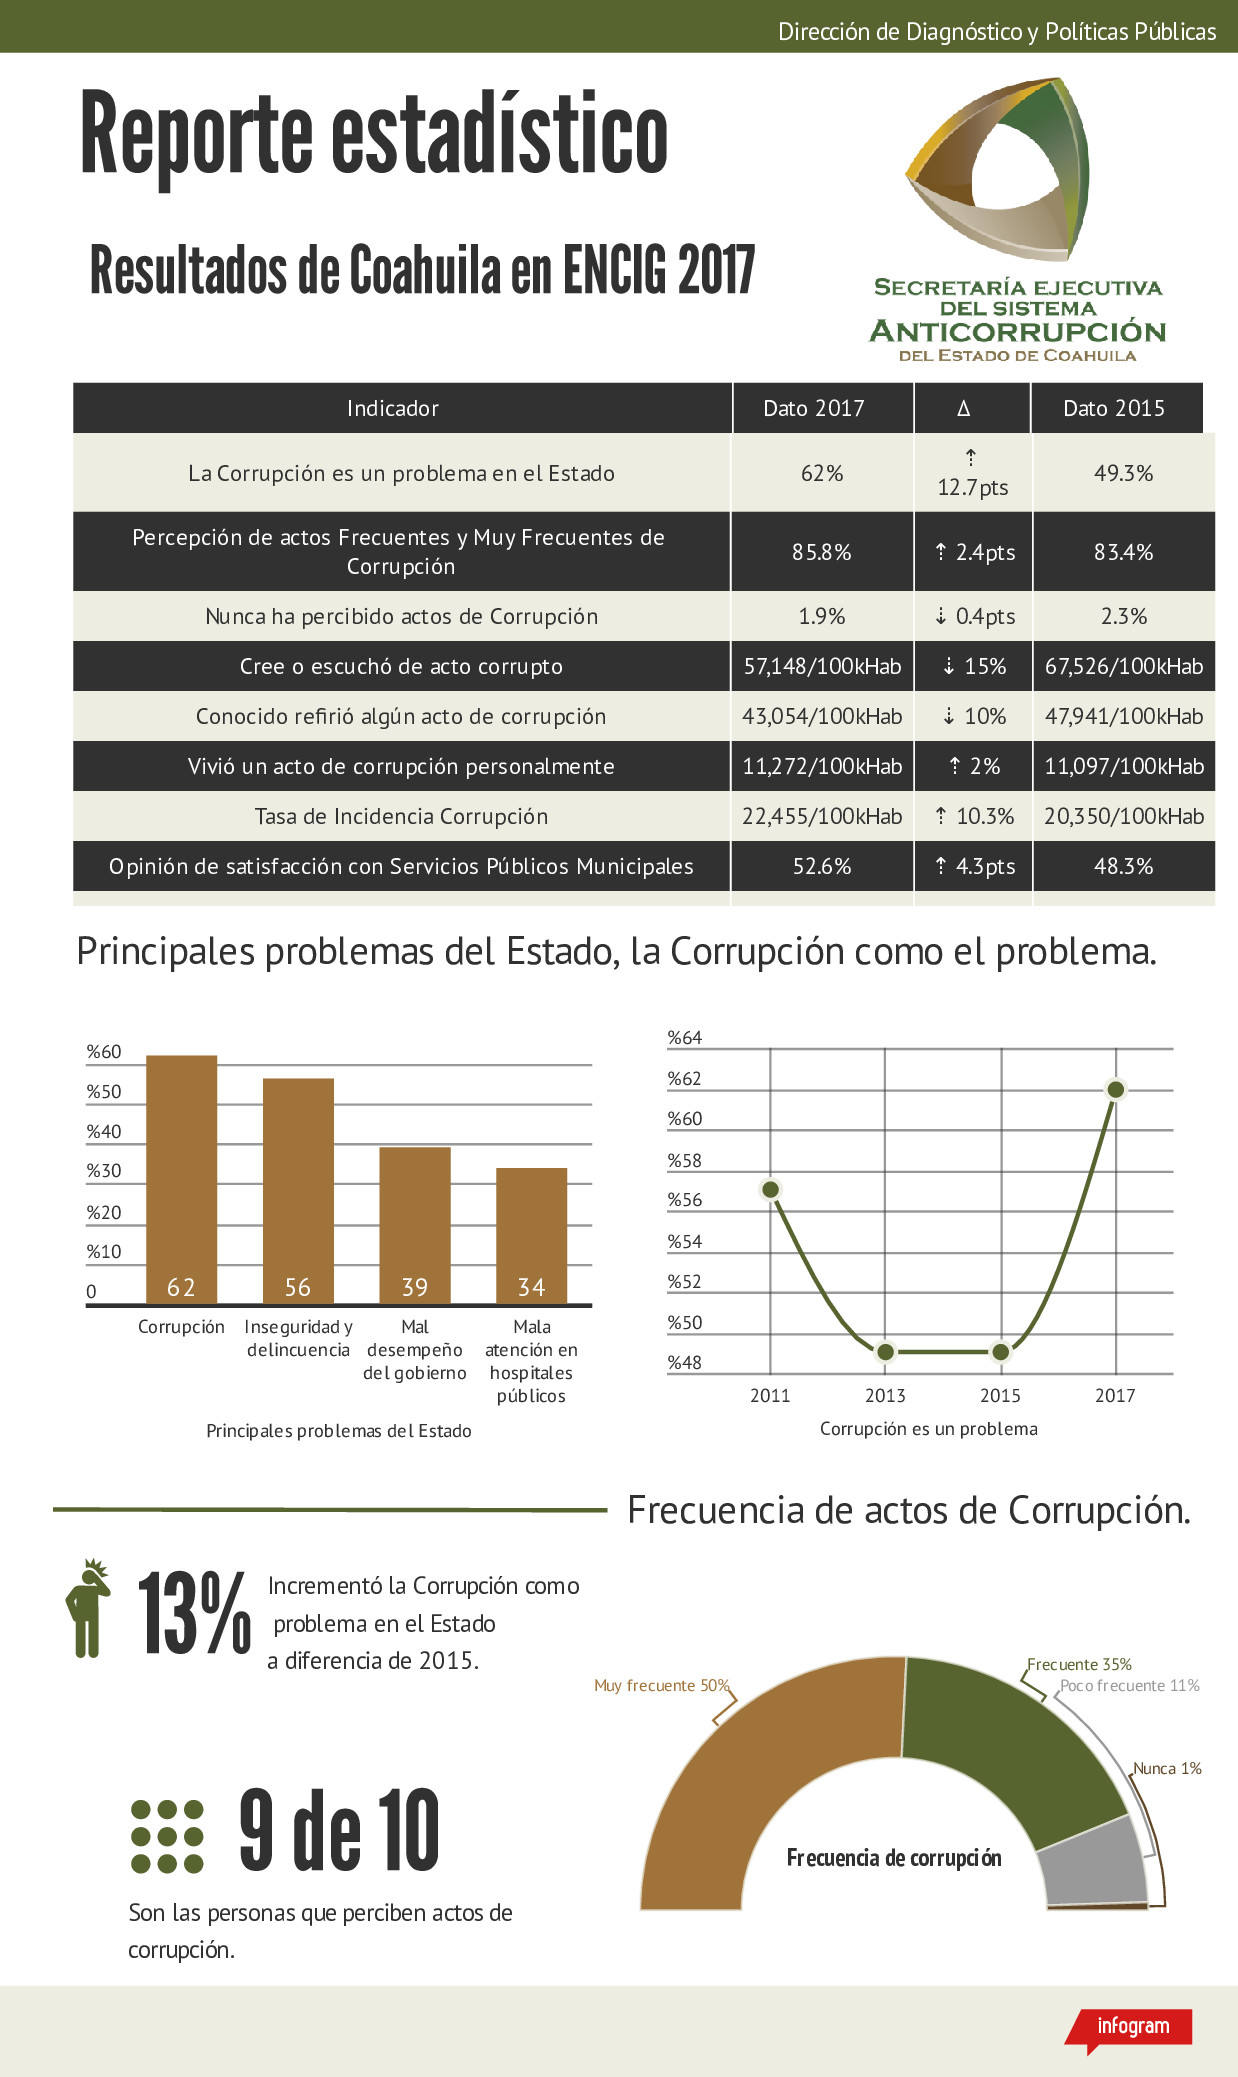 Dirección de Diagnóstico y Políticas Públicas
Reporte estadístico
Resultados de Coahuila en ENCIG 2017
SECRETARÍA EJECUTIVA
DEL SISTEMA
ANTICORRUPCIÓN
DEL ESTADO DE COAHUILA
Indicador Dato 2017 Δ Dato 2015
La Corrupción es un problema en el Estado 62% ⇡ 12.7pts 49.3%
Percepción de actos Frecuentes y Muy Frecuentes de
Corrupción 85.8% ⇡ 2.4pts 83.4%
Nunca ha percibido actos de Corrupción 1.9% ⇣ 0.4pts 2.3%
Cree o escuchó de acto corrupto 57,148/100kHab ⇣ 15% 67,526/100kHab
Conocido refirió algún acto de corrupción 43,054/100kHab ⇣ 10% 47,941/100kHab
Vivió un acto de corrupción personalmente 11,272/100kHab ⇡ 2% 11,097/100kHab
Tasa de Incidencia Corrupción 22,455/100kHab ⇡ 10.3% 20,350/100kHab
Opinión de satisfacción con Servicios Públicos Municipales 52.6% ⇡ 4.3pts 48.3%
Principales problemas del Estado, la Corrupción como el problema.
%60
%50
%40
%30
%20
%10
0
62 56 39 34
Corrupción
Inseguridad y
delincuencia
Mal
desempeño
del gobierno
Mala
atención en
hospitales
públicos
Principales problemas del Estado
%64
%62
%60
%58
%56
%54
%52
%50
%48
2011 2013 2015 2017
Corrupción es un problema
Frecuencia de actos de Corrupción.
13%
Incrementó la Corrupción como
problema en el Estado
a diferencia de 2015.
9 de 10
Son las personas que perciben actos de
corrupción.
Muy frecuente 50%
Frecuente 35%
Poco frecuente 11%
Nunca 1%
Frecuencia de corrupción
infogram